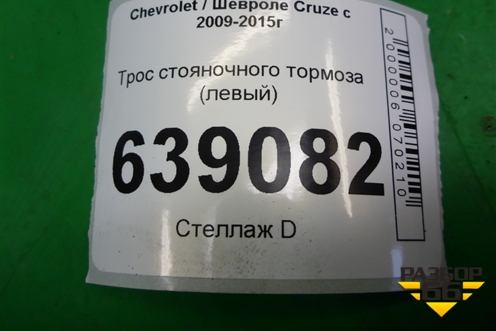 Chevrolet / Шевроле Cruze с
2009-2015г
Трос стояночного тормоза
(левый)
639082
Стеллаж D
2000006070210
РАЗБОР
66